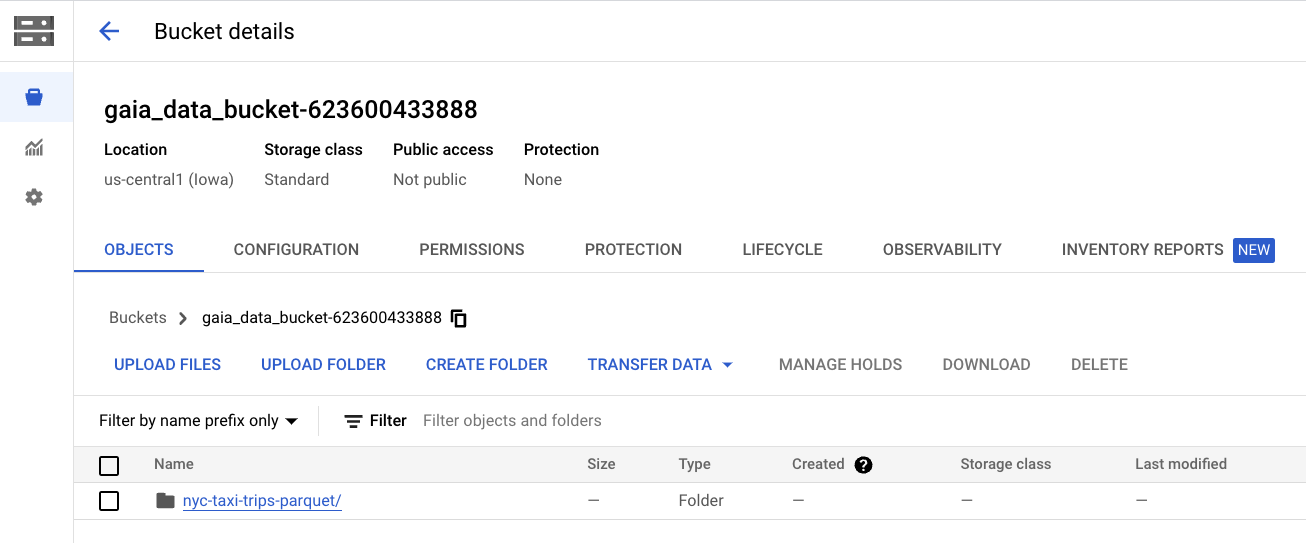 Bucket details
gaia_data_bucket-623600433888
Location Storage class Public access Protection
us-central1 (Iowa) Standard Not public None
OBJECTS CONFIGURATION PERMISSIONS PROTECTION LIFECYCLE OBSERVABILITY INVENTORY REPORTS NEW
Buckets > gaia_data_bucket-623600433888
UPLOAD FILES UPLOAD FOLDER CREATE FOLDER TRANSFER DATA MANAGE HOLDS DOWNLOAD DELETE
Filter by name prefix only Filter Filter objects and folders
Name Size Type Created ? Storage class Last modified
nyc-taxi-trips-parquet/ — Folder — — —